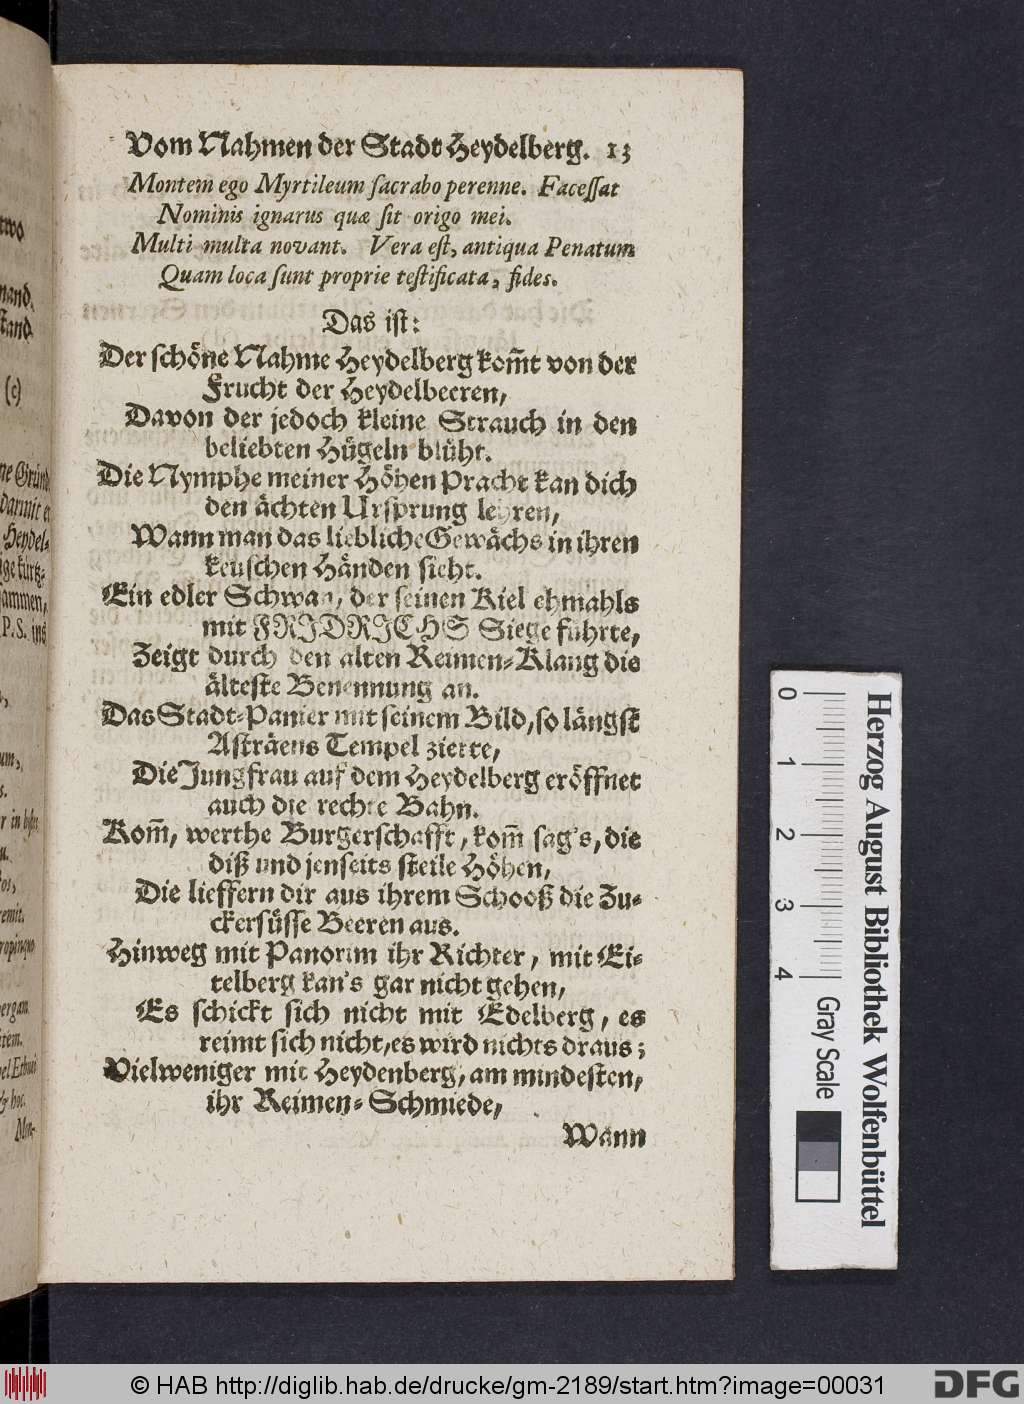 Vom Nahmen der Stadt Heydelberg. 13
Montem ego Myrtileum ſacrabo perenne. Faceſſat
Nominis ignarus quæ ſit origo mei.
Multi multa novant. Vera eſt, antiqua Penatum
Quam loca ſunt proprie teſtificata, fides.
Das iſt:
Der ſchöne Nahme Heydelberg kom̃t von der
Frucht der Heydelbeeren,
Davon der jedoch kleine Strauch in den
beliebten Hügeln blüht.
Die Nymphe meiner Höhen Pracht kan dich
den ächten Urſprung lehren,
Wann man das liebliche Gewächs in ihren
keuſchen Händen ſieht.
Ein edler Schwan, der ſeinen Kiel ehmahls
mit FRIDRICHS Siege führte,
Zeigt durch den alten Reimen-Klang die
älteſte Benennung an.
Das Stadt-Panier mit ſeinem Bild, ſo längſt
Aſträens Tempel zierte,
Die Jungfrau auf dem Heydelberg eröffnet
auch die rechte Bahn.
Kom̃, werthe Burgerſchafft, kom̃ ſag's, die
diß und jenſeits ſteile Höhen,
Die lieffern dir aus ihrem Schooß die Zu-
ckerſüſſe Beeren aus.
Hinweg mit Panorim ihr Richter, mit Ei-
telberg kan's gar nicht gehen,
Es ſchickt ſich nicht mit Edelberg, es
reimt ſich nicht, es wird nichts draus;
Vielweniger mit Heydenberg, am mindeſten,
ihr Reimen-Schmiede,
Wann
nand.
(c)
ne Gründ
damit e
Heydel-
ammen,
P.S. ins
um,
Men-
0
1
2
3
4
Gray Scale
Herzog August Bibliothek Wolfenbüttel
© HAB http://diglib.hab.de/drucke/gm-2189/start.htm?image=00031
DFG